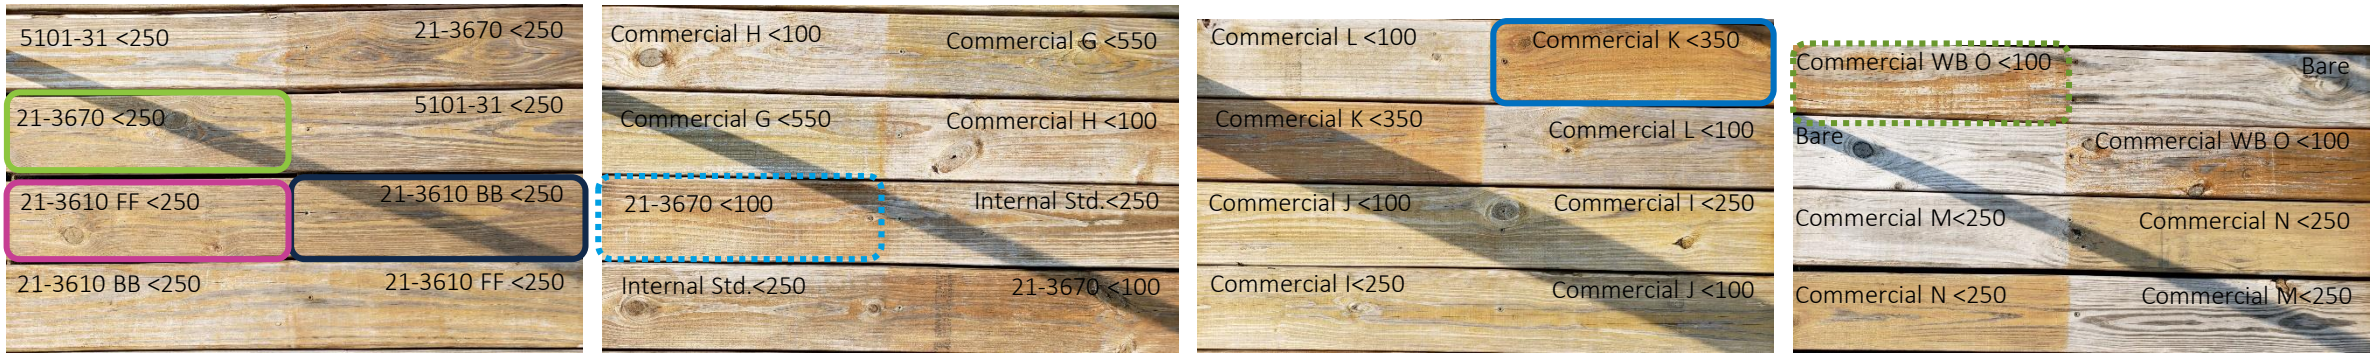 5101-31 <250
21-3670 <250
21-3670 <250
5101-31 <250
21-3610 FF <250
21-3610 BB <250
21-3610 BB <250
21-3610 FF <250
Commercial H <100
Commercial G <550
Commercial G <550
Commercial H <100
21-3670 <100
Internal Std.<250
Internal Std.<250
21-3670 <100
Commercial L <100
Commercial K <350
Commercial K <350
Commercial L <100
Commercial J <100
Commercial I <250
Commercial I<250
Commercial J <100
Commercial WB O <100
Bare
Bare
Commercial WB O <100
Commercial M<250
Commercial N <250
Commercial N <250
Commercial M<250